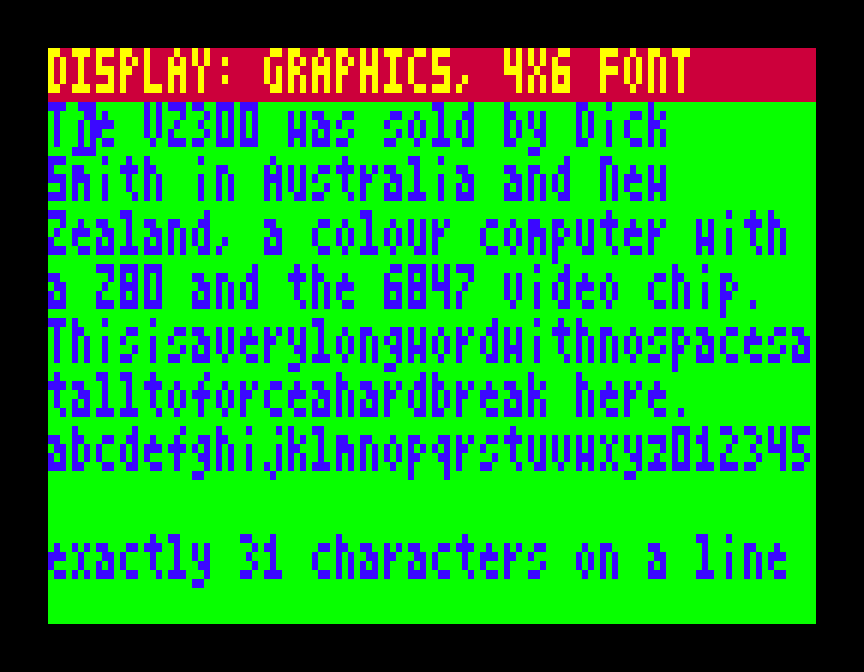 DISPLAY: GRAPHICS, 4X6 FONT
The VZ300 was sold by Dick
Smith in Australia and New
Zealand, a colour computer with
a Z80 and the 6847 video chip.
Thisisaverylongwordwithnospacesa
talltoforceahardbreak here.
abcdefghijklmnopqrstuvwxyz012345
exactly 31 characters on a line